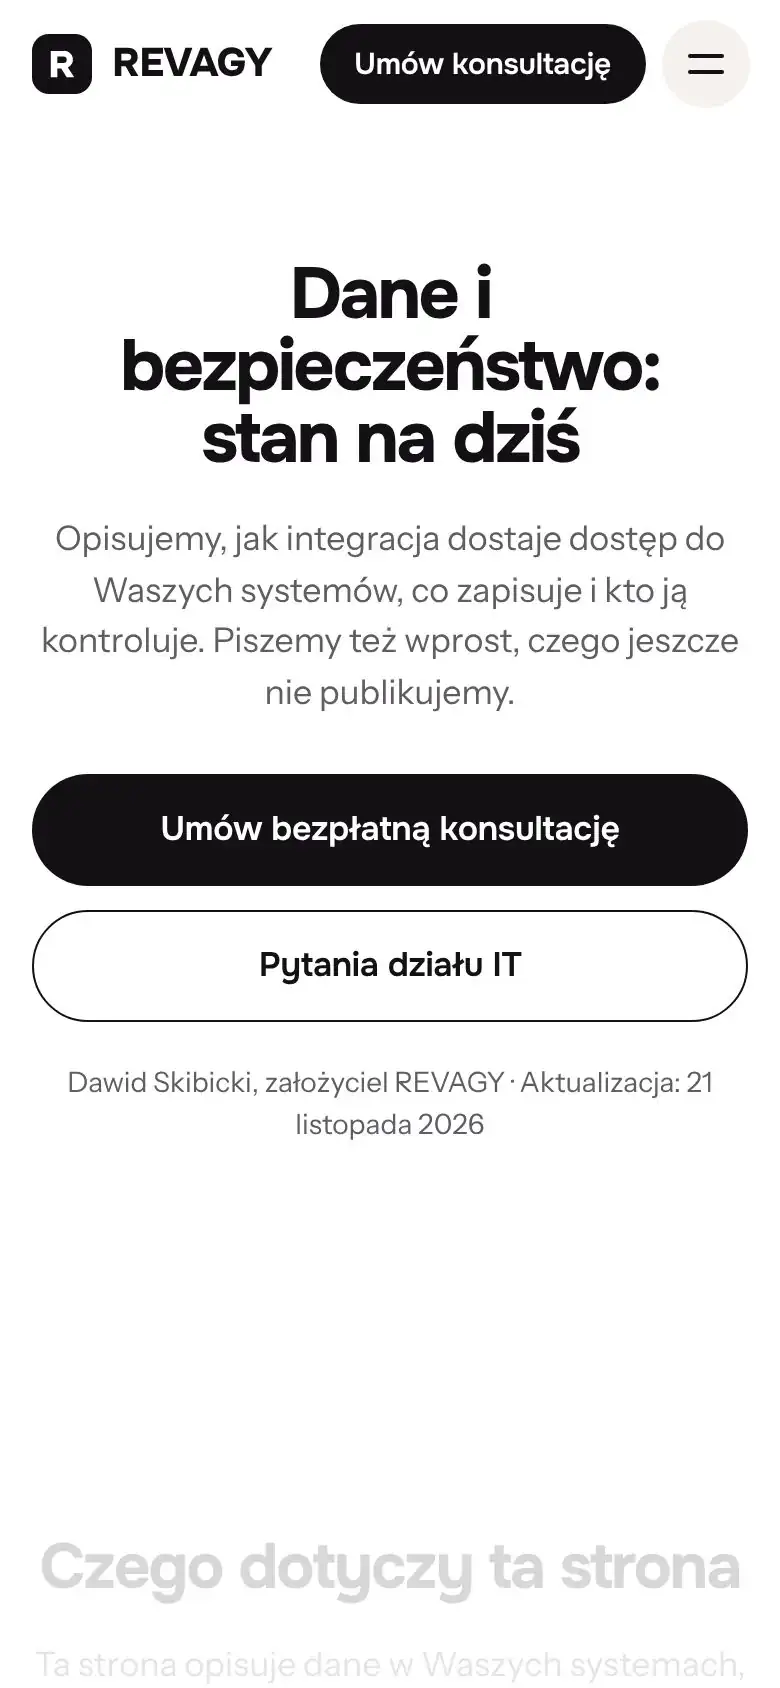 R REVAGY Umów konsultację
Dane i
bezpieczeństwo:
stan na dziś
Opisujemy, jak integracja dostaje dostęp do
Waszych systemów, co zapisuje i kto ją
kontroluje. Piszemy też wprost, czego jeszcze
nie publikujemy.
Umów bezpłatną konsultację
Pytania działu IT
Dawid Skibicki, założyciel REVAGY · Aktualizacja: 21
listopada 2026
Czego dotyczy ta strona
Ta strona opisuje dane w Waszych systemach,